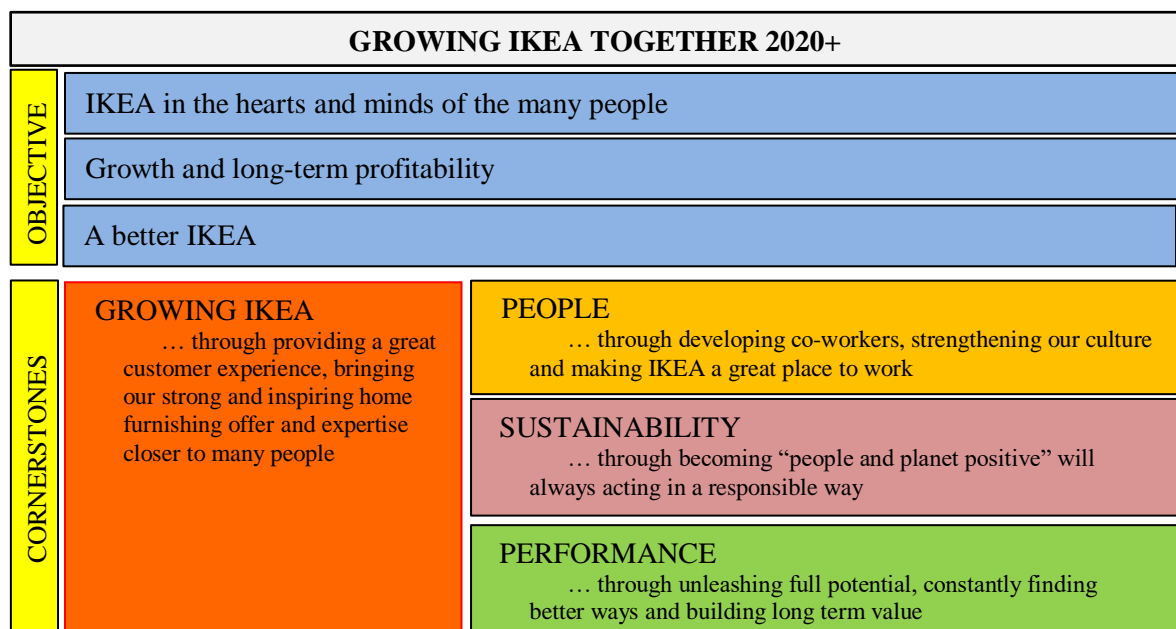 GROWING IKEA TOGETHER 2020+
OBJECTIVE
IKEA in the hearts and minds of the many people
Growth and long-term profitability
A better IKEA
CORNERSTONES
GROWING IKEA
… through providing a great
customer experience, bringing
our strong and inspiring home
furnishing offer and expertise
closer to many people
PEOPLE
… through developing co-workers, strengthening our culture
and making IKEA a great place to work
SUSTAINABILITY
… through becoming “people and planet positive” will
always acting in a responsible way
PERFORMANCE
… through unleashing full potential, constantly finding
better ways and building long term value